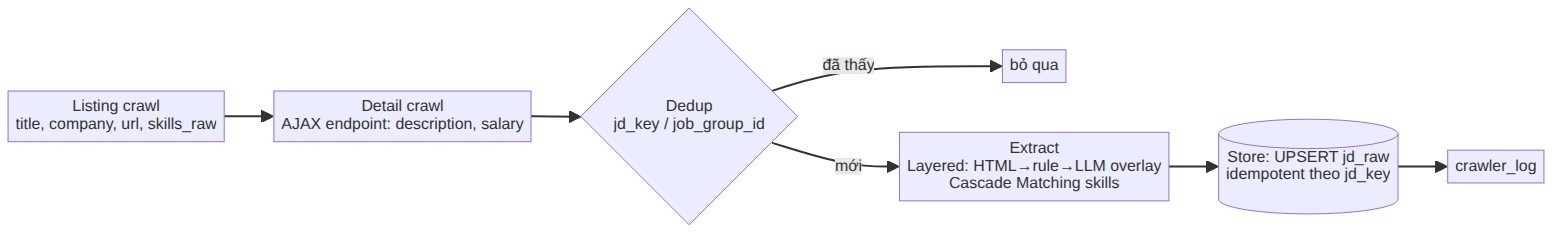 Listing crawl
title, company, url, skills_raw
Detail crawl
AJAX endpoint: description, salary
Dedup
jd_key / job_group_id
đã thấy
bỏ qua
mới
Extract
Layered: HTML→rule→LLM overlay
Cascade Matching skills
Store: UPSERT jd_raw
idempotent theo jd_key
crawler_log